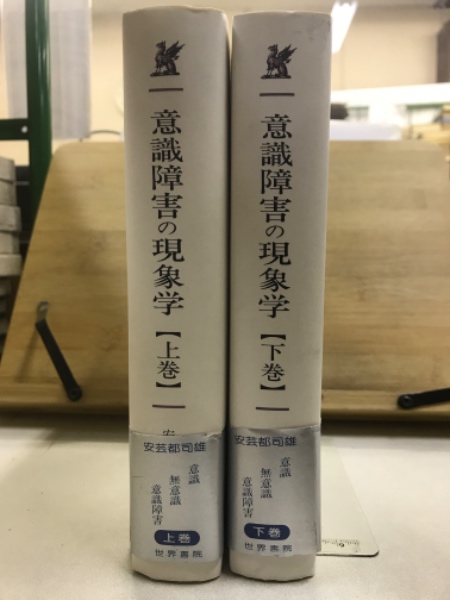 意識障害の現象学
【上巻】
安
安芸都司雄
意識
無意識
意識障害
上巻
世界書院
意識障害の現象学
【下巻】
安芸都司雄
意識
無意識
意識障害
下巻
世界書院